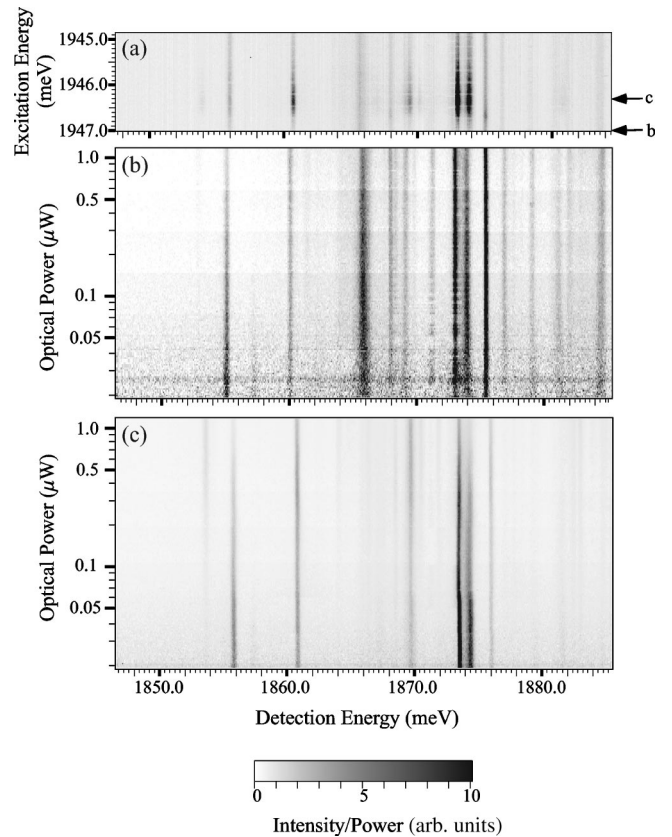 Excitation Energy
(meV)
1945.0
1946.0
1947.0
(a)
c
b
Optical Power (μW)
1.0
0.5
0.1
0.05
(b)
Optical Power (μW)
1.0
0.5
0.1
0.05
(c)
1850.0 1860.0 1870.0 1880.0
Detection Energy (meV)
0 5 10
Intensity/Power (arb. units)